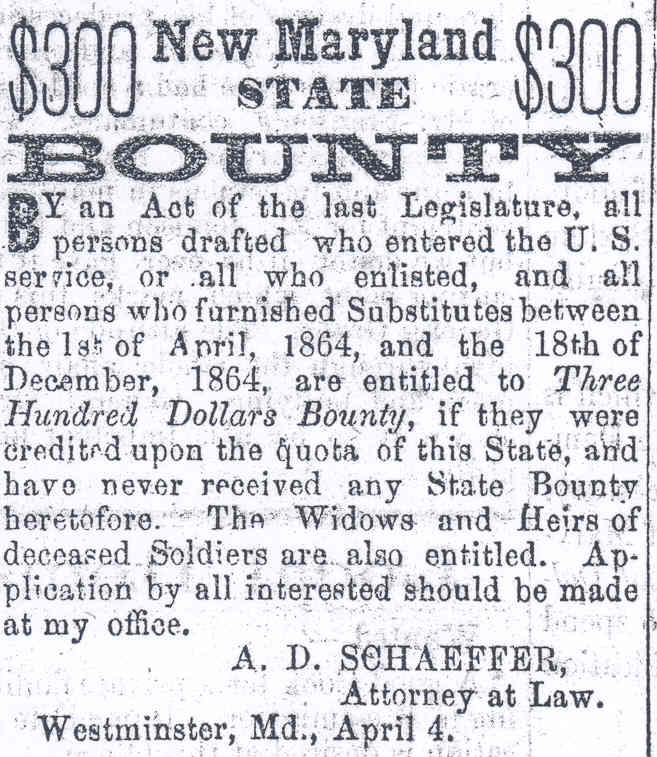 $300 New Maryland $300
STATE
BOUNTY
BY an Act of the last Legislature, all
persons drafted who entered the U. S.
service, or all who enlisted, and all
persons who furnished Substitutes between
the 1st of April, 1864, and the 18th of
December, 1864, are entitled to Three
Hundred Dollars Bounty, if they were
credited upon the quota of this State, and
have never received any State Bounty
heretofore. The Widows and Heirs of
deceased Soldiers are also entitled. Ap-
plication by all interested should be made
at my office.
A. D. SCHAEFFER,
Attorney at Law.
Westminster, Md., April 4.